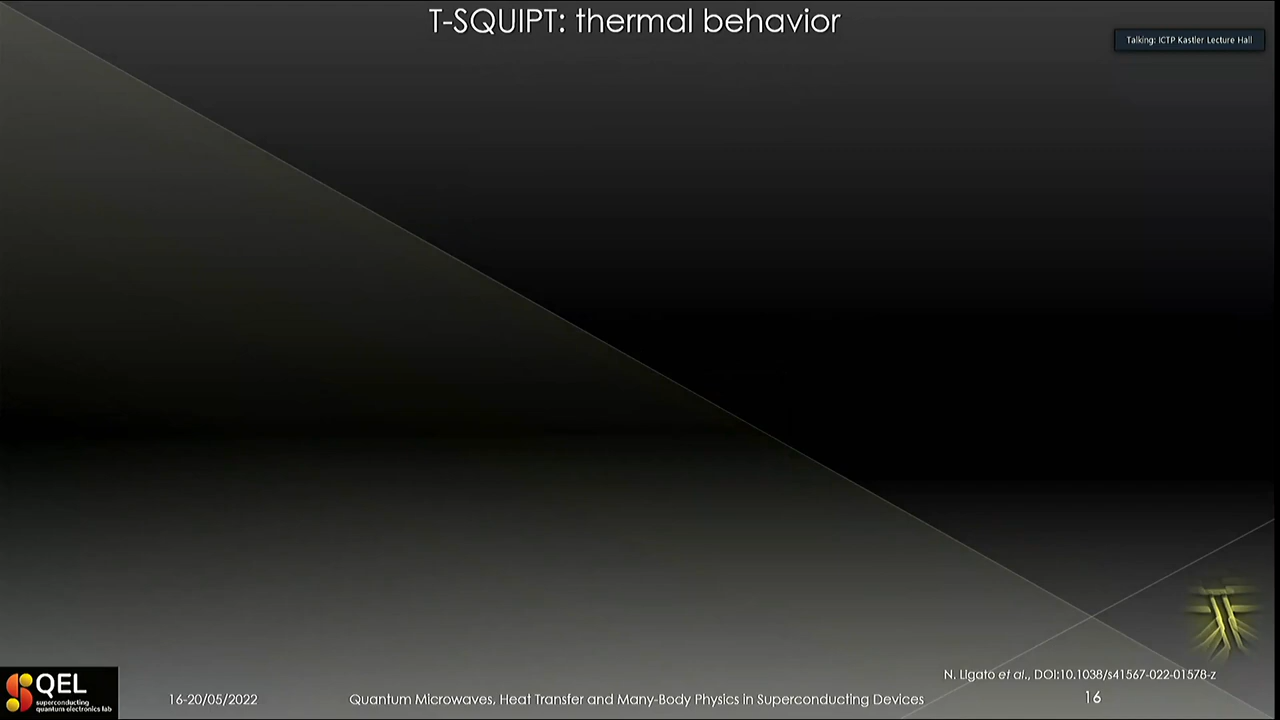 T-SQUIPT: thermal behavior
Talking: ICTP Kastler Lecture Hall
N. Ligato et al., DOI:10.1038/s41567-022-01578-z
QEL
superconducting
quantum electronics lab
16-20/05/2022
Quantum Microwaves, Heat Transfer and Many-Body Physics in Superconducting Devices
16